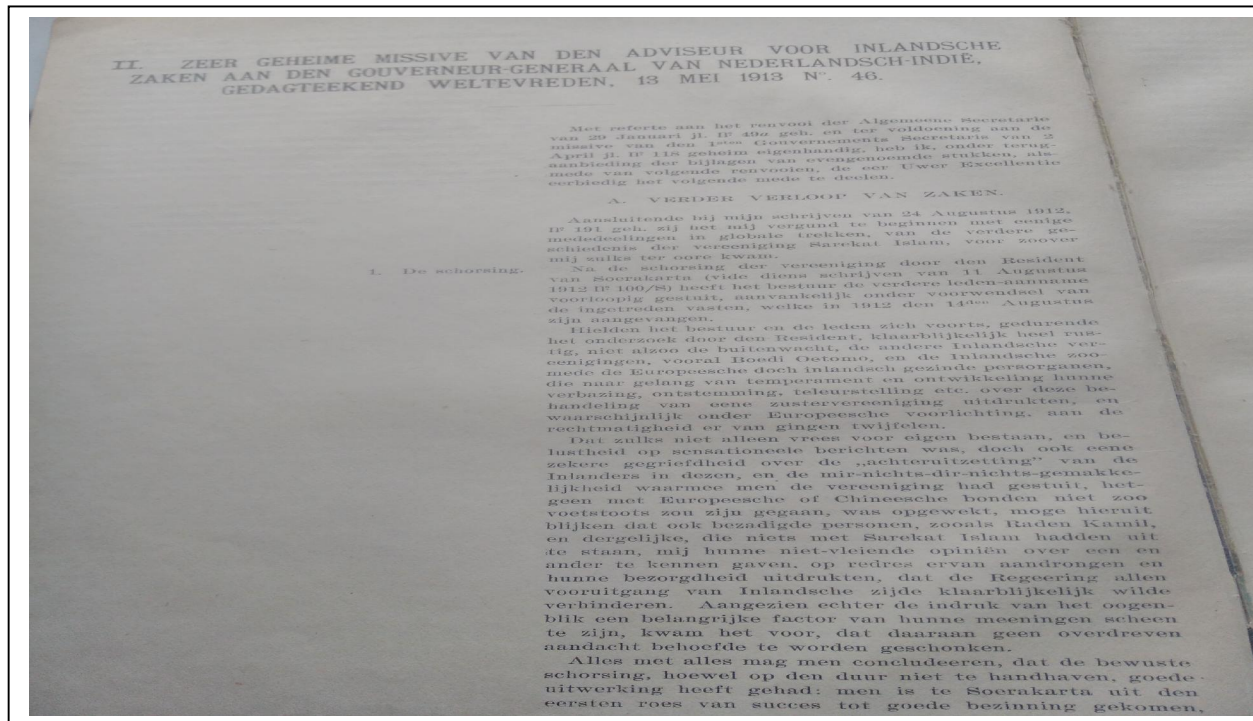 II. ZEER GEHEIME MISSIVE VAN DEN ADVISEUR VOOR INLANDSCHE
ZAKEN AAN DEN GOUVERNEUR-GENERAAL VAN NEDERLANDSCH-INDIË,
GEDAGTEEKEND WELTEVREDEN, 13 MEI 1913 N°. 46.
Met referte aan het renvooi der Algemeene Secretarie
van 29 Januari jl. N° 49a geh. en ter voldoening aan de
missive van den 1sten Gouvernements Secretaris van 2
April jl. N° 118 geheim eigenhandig, heb ik, onder terug-
aanbieding der bijlagen van evengenoemde stukken, als-
mede van volgende renvooien, de eer Uwer Excellentie
eerbiedig het volgende mede te deelen.
A. VERDER VERLOOP VAN ZAKEN.
Aansluitende bij mijn schrijven van 24 Augustus 1912,
N° 191 geh. zij het mij vergund te beginnen met eenige
mededeelingen in globale trekken, van de verdere ge-
schiedenis der vereeniging Sarekat Islam, voor zoover
mij sulks ter oore kwam.
1. De schorsing.
Na de schorsing der vereeniging door den Resident
van Soerakarta (vide diens schrijven van 11 Augustus
1912 N° 100/S) heeft het bestuur de verdere leden-aanname
voorloopig gestuit, aanvankelijk onder voorwendsel van
de ingetreden vasten, welke in 1912 den 14den Augustus
zijn aangevangen.
Hielden het bestuur en de leden zich voorts, gedurende
het onderzoek door den Resident, klaarblijkelijk heel rus-
tig, niet alzoo de buitenwacht, de andere Inlandsche ver-
eenigingen, vooral Boedi Oetomo, en de Inlandsche zoo-
mede de Europeesche doch inlandsch gezinde persorganen,
die naar gelang van temperament en ontwikkeling hunne
verbazing, ontstemming, teleurstelling etc. over deze be-
handeling van eene zustervereeniging uitdrukten, en
waarschijnlijk onder Europeesche voorlichting, aan de
rechtmatigheid er van gingen twijfelen.
Dat zulks niet alleen vrees voor eigen bestaan, en be-
lustheid op sensationeele berichten was, doch ook eene
zekere gegriefdheid over de „achteruitzetting” van de
Inlanders in dezen, en de mir-nichts-dir-nichts-gemakke-
lijkheid waarmee men de vereeniging had gestuit, het-
geen met Europeesche of Chineesche bonden niet zoo
voetstoots zou zijn gegaan, was opgewekt, moge hieruit
blijken dat ook bezadigde personen, zooals Raden Kamil,
en dergelijke, die niets met Sarekat Islam hadden uit
te staan, mij hunne niet-vleiende opiniën over een en
ander te kennen gaven, op redres ervan aandrongen en
hunne bezorgdheid uitdrukten, dat de Regeering allen
vooruitgang van Inlandsche zijde klaarblijkelijk wilde
verhinderen. Aangezien echter de indruk van het oogen-
blik een belangrijke factor van hunne meeningen scheen
te zijn, kwam het voor, dat daaraan geen overdreven
aandacht behoefde te worden geschonken.
Alles met alles mag men concludeeren, dat de bewuste
schorsing, hoewel op den duur niet te handhaven, goede
uitwerking heeft gehad: men is te Soerakarta uit den
eersten roes van succes tot goede bezinning gekomen,